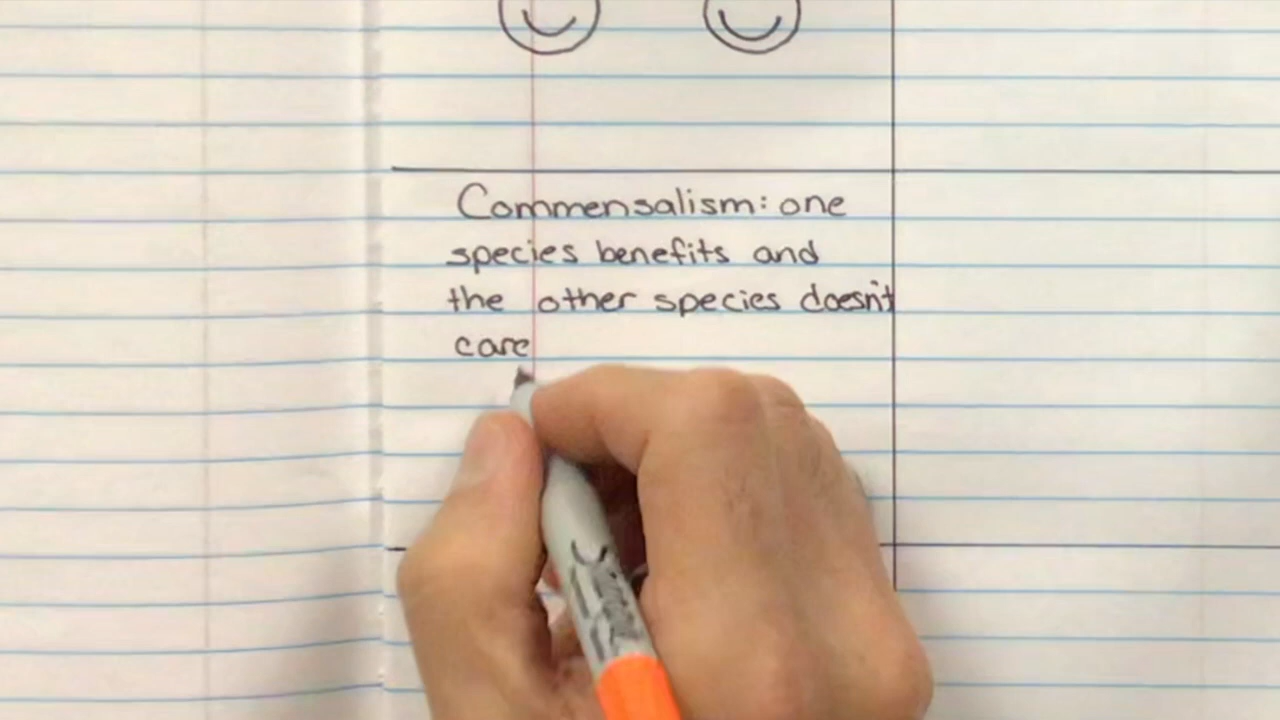 Commensalism: one
species benefits and
the other species doesn't
care